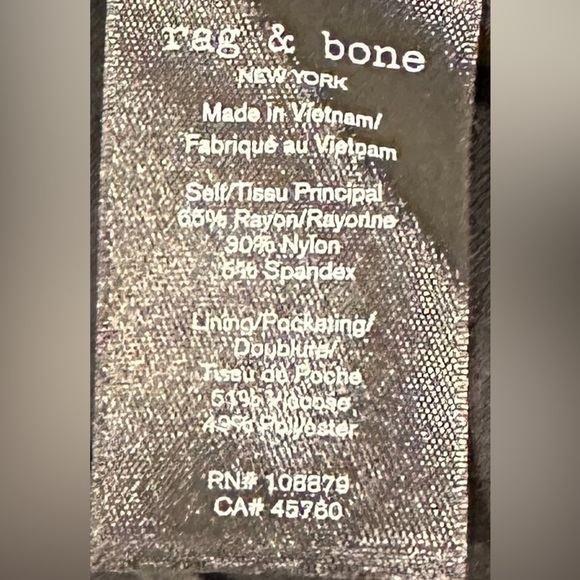 rag & bone
NEW YORK
Made in Vietnam/
Fabriqué au Vietnam
Self/Tissu Principal
65% Rayon/Rayonne
30% Nylon
5% Spandex
Lining/Pocketing/
Doublure/
Tissu de Poche
51% Viscose
49% Polyester
RN# 108879
CA# 45760